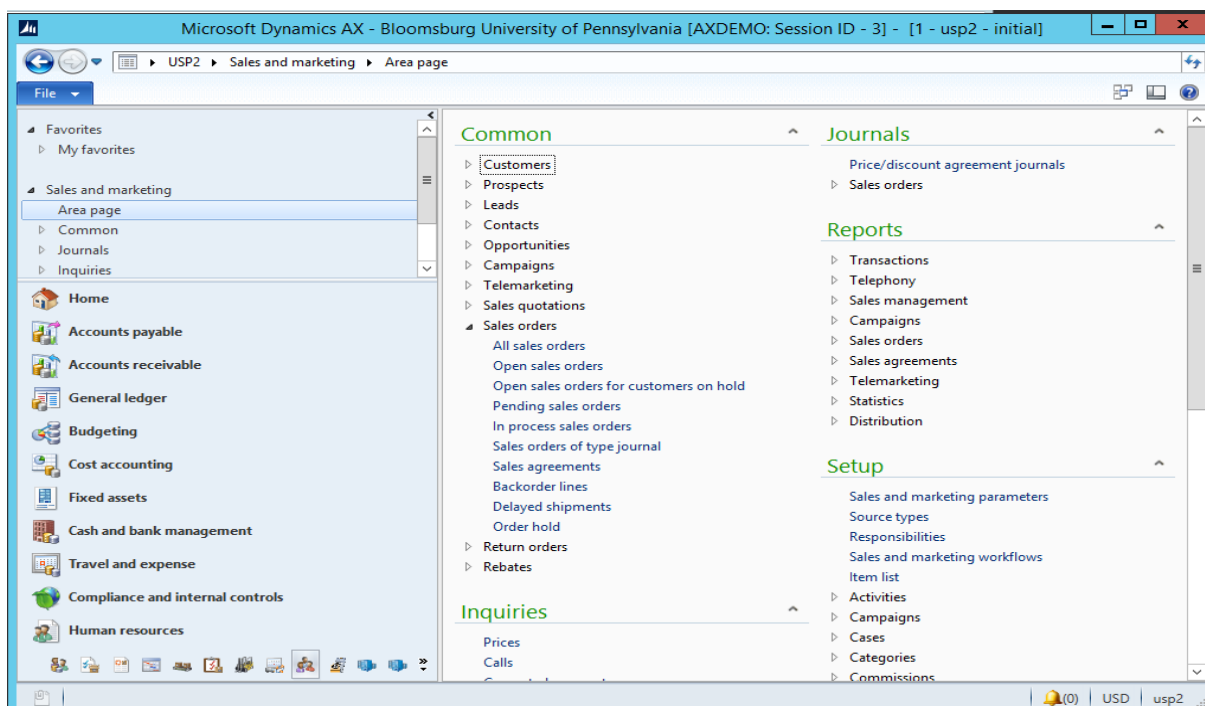 Microsoft Dynamics AX - Bloomsburg University of Pennsylvania [AXDEMO: Session ID - 3] - [1 - usp2 - initial]
USP2 Sales and marketing Area page
File
Favorites
My favorites
Sales and marketing
Area page
Common
Journals
Inquiries
Home
Accounts payable
Accounts receivable
General ledger
Budgeting
Cost accounting
Fixed assets
Cash and bank management
Travel and expense
Compliance and internal controls
Human resources
Common
Customers
Prospects
Leads
Contacts
Opportunities
Campaigns
Telemarketing
Sales quotations
Sales orders
All sales orders
Open sales orders
Open sales orders for customers on hold
Pending sales orders
In process sales orders
Sales orders of type journal
Sales agreements
Backorder lines
Delayed shipments
Order hold
Return orders
Rebates
Inquiries
Prices
Calls
Journals
Price/discount agreement journals
Sales orders
Reports
Transactions
Telephony
Sales management
Campaigns
Sales orders
Sales agreements
Telemarketing
Statistics
Distribution
Setup
Sales and marketing parameters
Source types
Responsibilities
Sales and marketing workflows
Item list
Activities
Campaigns
Cases
Categories
Commissions
(0) USD usp2